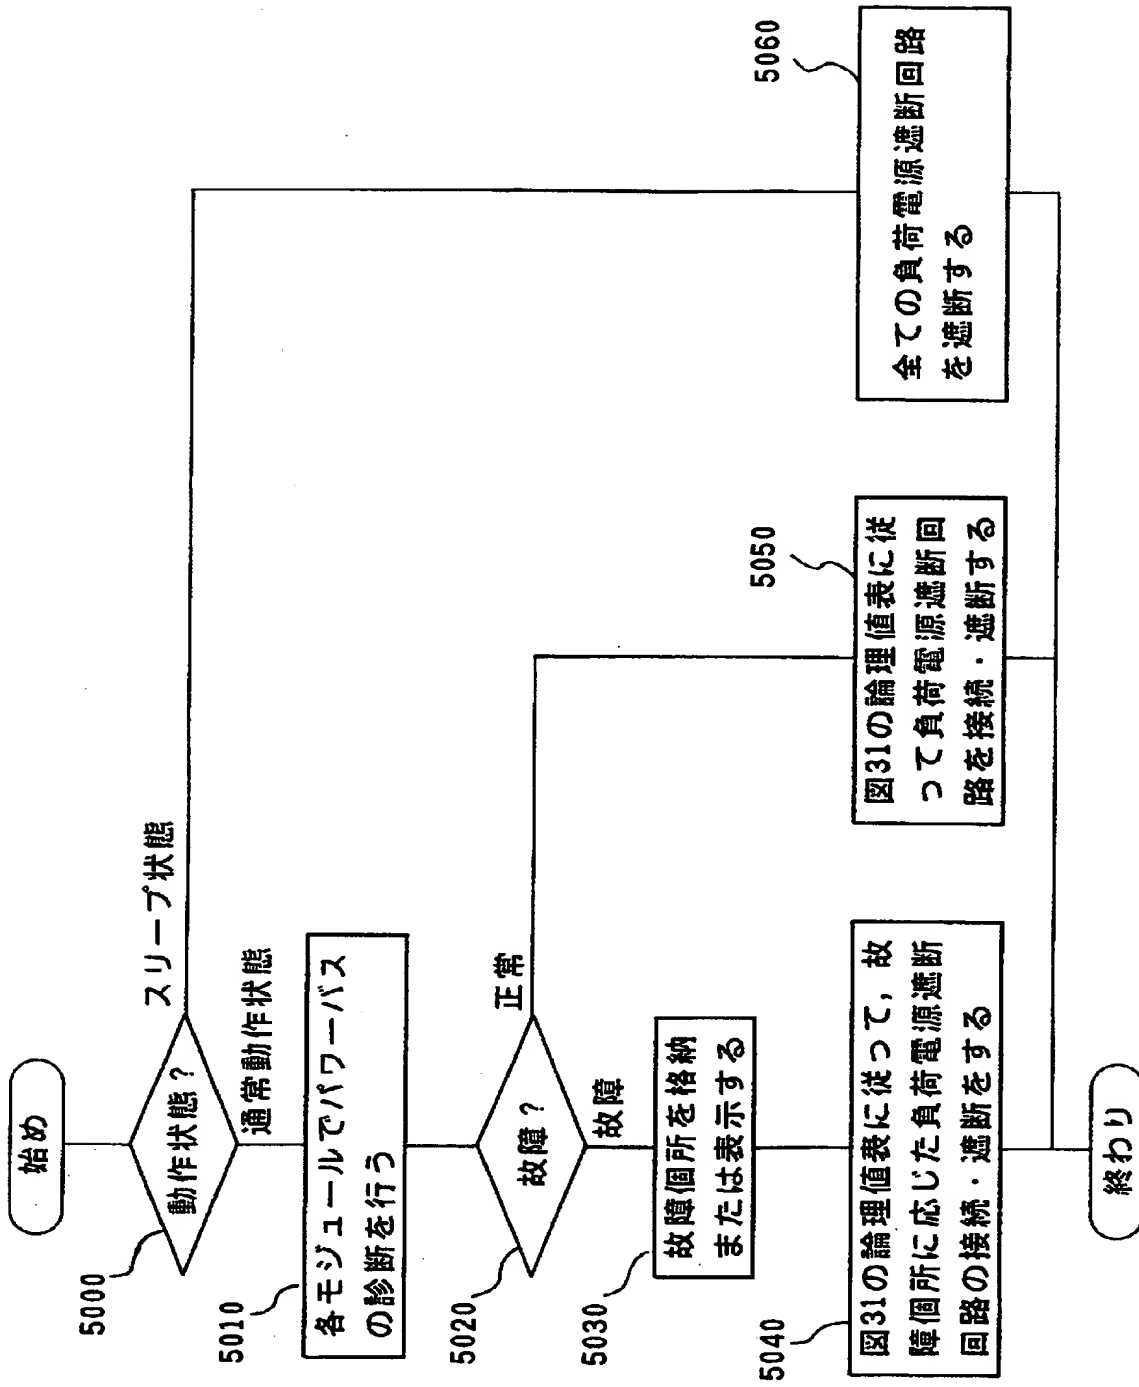 始め
5000
動作状態?
スリープ状態
通常動作状態
5010
各モジュールでパワーバス
の診断を行う
5020
故障?
正常
故障
5030
故障個所を格納
または表示する
5040
図31の論理値表に従って,故
障個所に応じた負荷電源遮断
回路の接続・遮断をする
5050
図31の論理値表に従
って負荷電源遮断回
路を接続・遮断する
5060
全ての負荷電源遮断回路
を遮断する
終わり